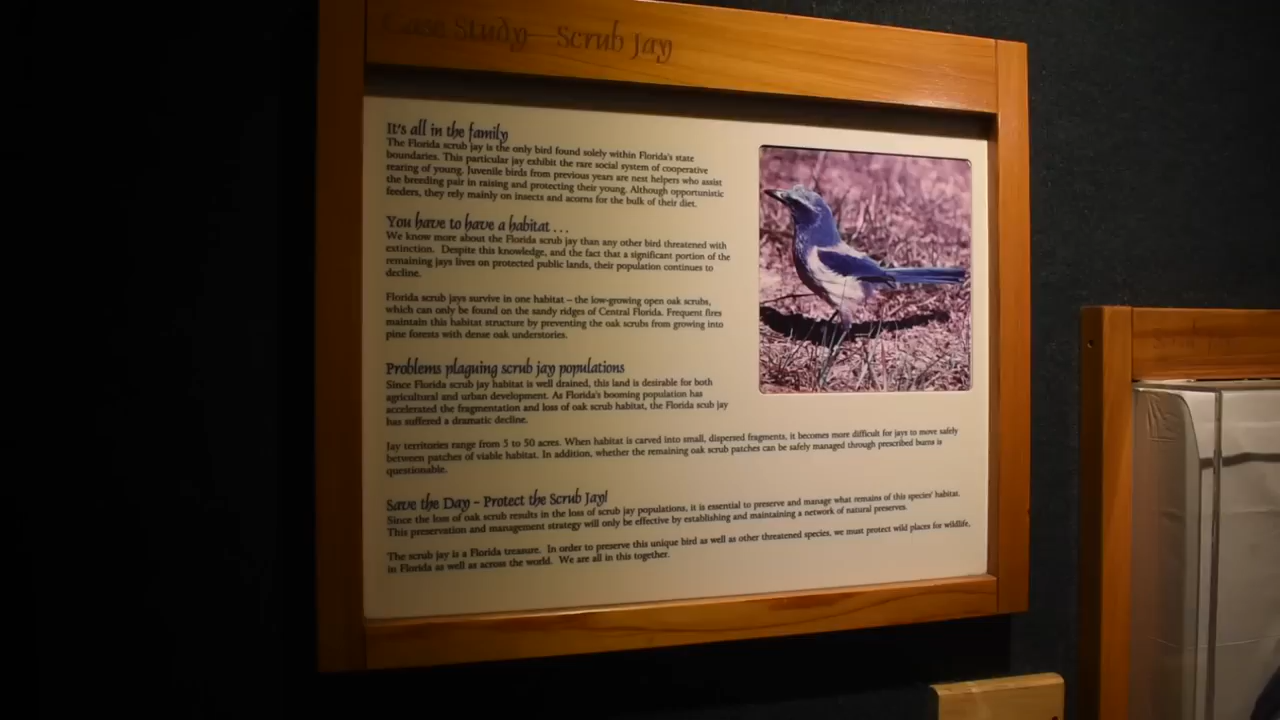 Case Study—Scrub Jay
It's all in the family
The Florida scrub jay is the only bird found solely within Florida's state
boundaries. This particular jay exhibit the rare social system of cooperative
rearing of young. Juvenile birds from previous years are nest helpers who assist
the breeding pair in raising and protecting their young. Although opportunistic
feeders, they rely mainly on insects and acorns for the bulk of their diet.
You have to have a habitat . . .
We know more about the Florida scrub jay than any other bird threatened with
extinction. Despite this knowledge, and the fact that a significant portion of the
remaining jays lives on protected public lands, their population continues to
decline.
Florida scrub jays survive in one habitat – the low-growing open oak scrubs,
which can only be found on the sandy ridges of Central Florida. Frequent fires
maintain this habitat structure by preventing the oak scrubs from growing into
pine forests with dense oak understories.
Problems plaguing scrub jay populations
Since Florida scrub jay habitat is well drained, this land is desirable for both
agricultural and urban development. As Florida's booming population has
accelerated the fragmentation and loss of oak scrub habitat, the Florida scub jay
has suffered a dramatic decline.
Jay territories range from 5 to 50 acres. When habitat is carved into small, dispersed fragments, it becomes more difficult for jays to move safely
between patches of viable habitat. In addition, whether the remaining oak scrub patches can be safely managed through prescribed burns is
questionable.
Save the Day – Protect the Scrub Jay!
Since the loss of oak scrub results in the loss of scrub jay populations, it is essential to preserve and manage what remains of this species' habitat.
This preservation and management strategy will only be effective by establishing and maintaining a network of natural preserves.
The scrub jay is a Florida treasure. In order to preserve this unique bird as well as other threatened species, we must protect wild places for wildlife,
in Florida as well as across the world. We are all in this together.